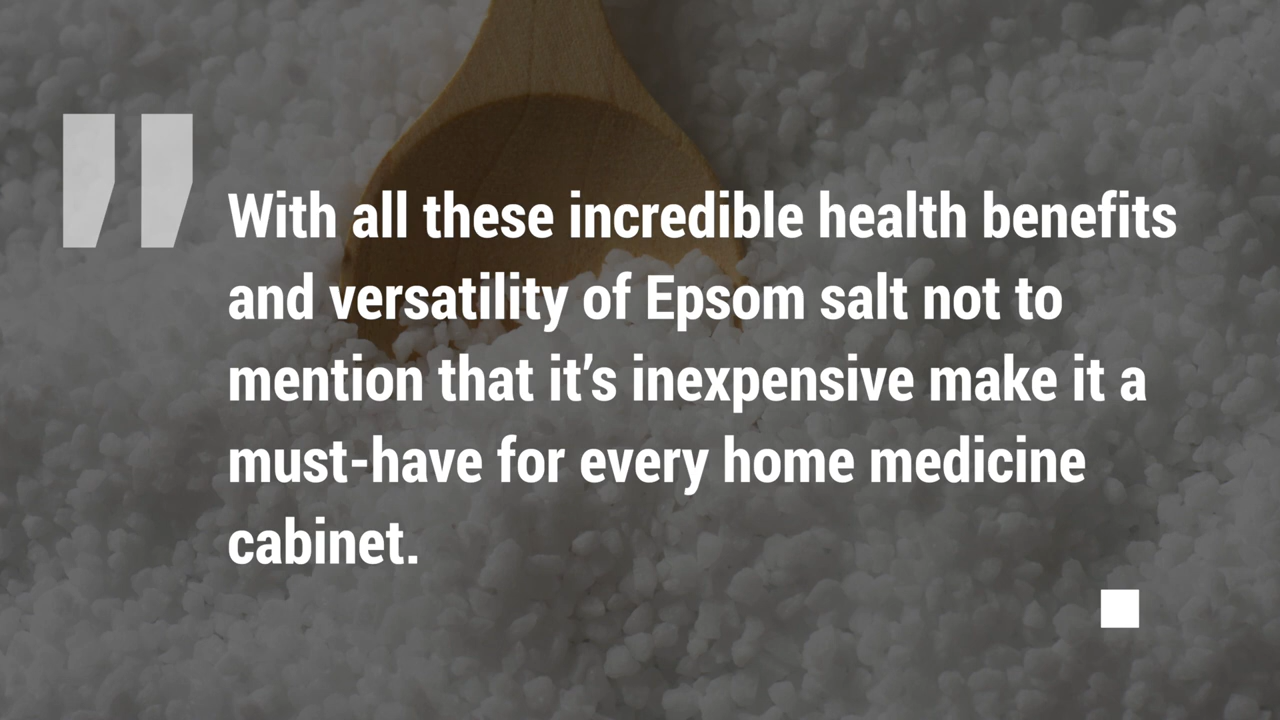 With all these incredible health benefits
and versatility of Epsom salt not to
mention that it’s inexpensive make it a
must-have for every home medicine
cabinet.